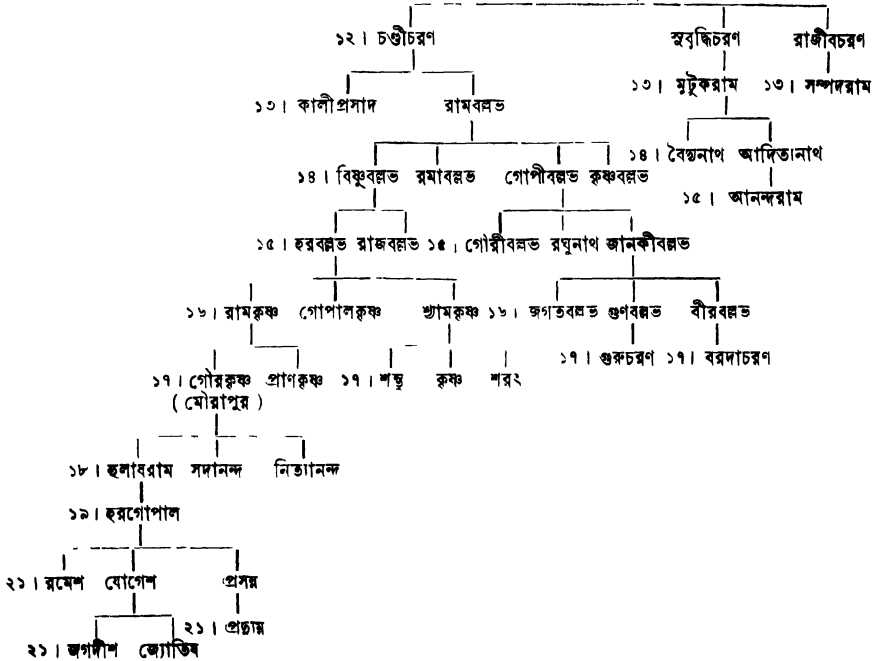 ১২। চণ্ডীচরণ সুবুদ্ধিচরণ রাজীবচরণ
১৩। কালীপ্রসাদ রামবল্লভ ১৩। মুটুকরাম ১৩। সম্পদরাম
১৪। বিষ্ণুবল্লভ রমাবল্লভ গোপীবল্লভ কৃষ্ণবল্লভ ১৪। বৈদ্যনাথ আদিত্যনাথ
১৫। আনন্দরাম
১৫। হরবল্লভ রাজবল্লভ ১৫। গৌরীবল্লভ রঘুনাথ জানকীবল্লভ
১৬। রামকৃষ্ণ গোপালকৃষ্ণ শ্যামকৃষ্ণ ১৬। জগতবল্লভ গুণবল্লভ বীরবল্লভ
১৭। গুরুচরণ ১৭। বরদাচরণ
১৭। গৌরকৃষ্ণ প্রাণকৃষ্ণ ১৭। শম্ভু কৃষ্ণ শরৎ
(মৌরাপুর)
১৮। হুলাষরাম সদানন্দ নিত্যানন্দ
১৯। হরগোপাল
২১। রমেশ যোগেশ প্রসন্ন
২১। প্রদ্যুম্ন
২১। জগদীশ জ্যোতিষ